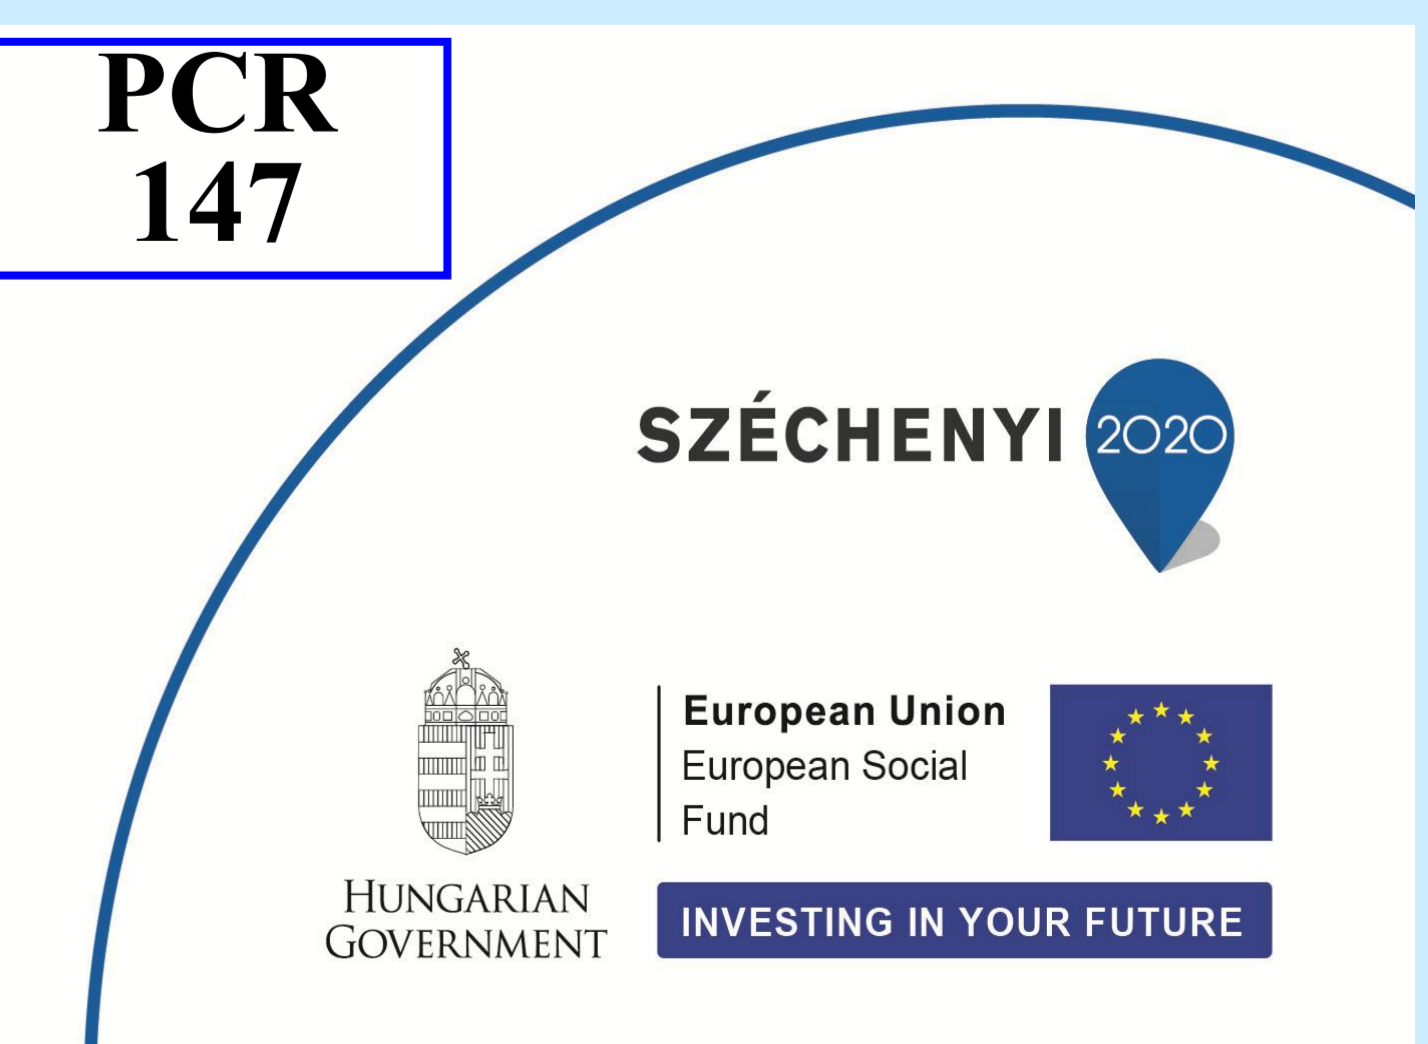 PCR
147
SZÉCHENYI 2020
HUNGARIAN
GOVERNMENT
European Union
European Social
Fund
INVESTING IN YOUR FUTURE